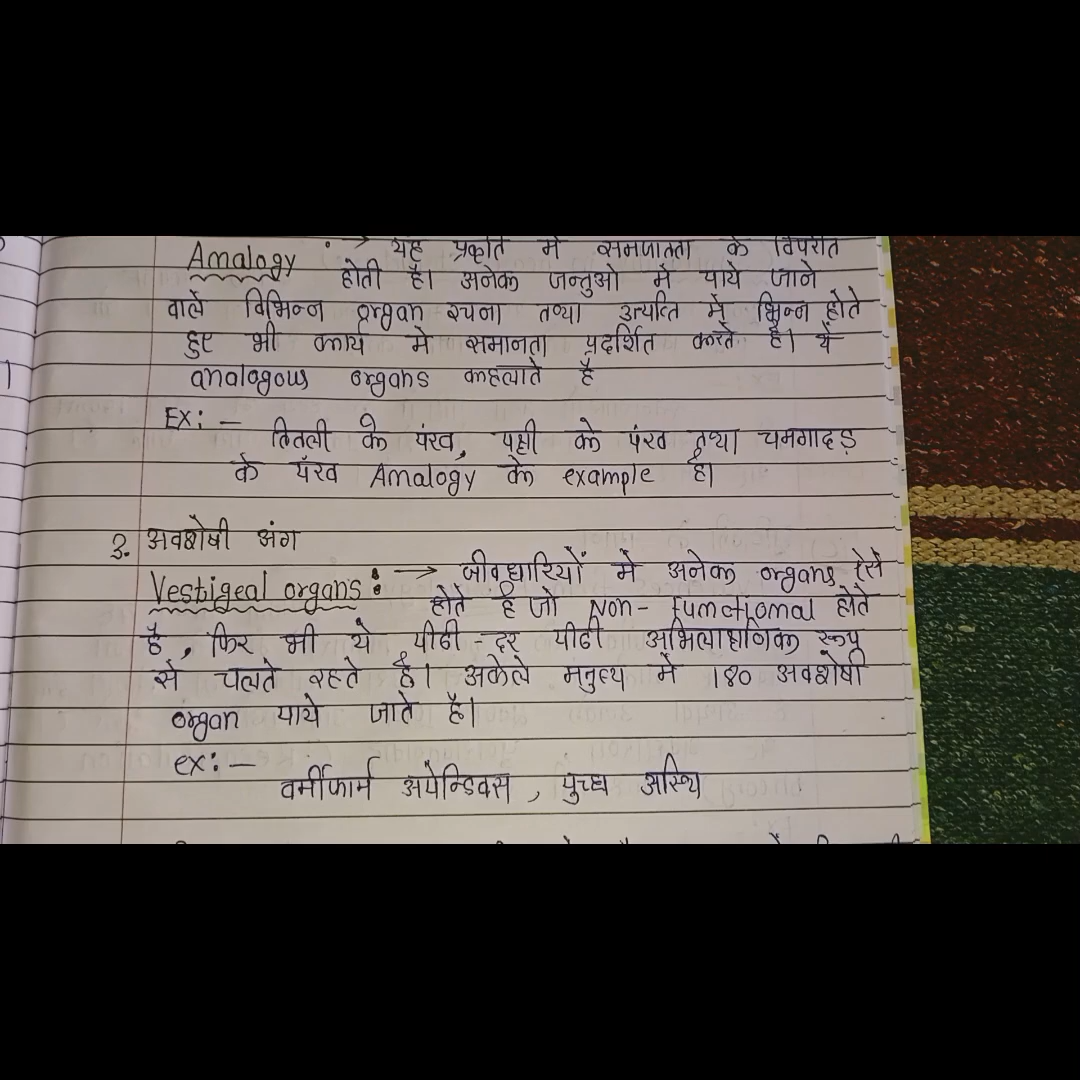 Analogy :→ यह प्रकृति में समजातता के विपरीत
होती है। अनेक जन्तुओ में पाये जाने
वाले विभिन्न organ रचना तथा उत्पत्ति में भिन्न होते
हुए भी कार्य मे समानता प्रदर्शित करते है। ये
analogous organs कहलाते है
Ex: - तितली के पंख, पक्षी के पंख तथा चमगादड़
के पंख Analogy के example है।
3. अवशेषी अंग
Vestigeal organs : → जीवधारियों में अनेक organs ऐसे
होते है जो Non- functional होते
है, फिर भी ये पीढी-दर पीढी अभिलाक्षणिक रूप
से चलते रहते है। अकेले मनुष्य में 180 अवशेषी
organ पाये जाते है।
ex: -
वर्मीफार्म अपेन्डिक्स, पुच्छ अस्थि